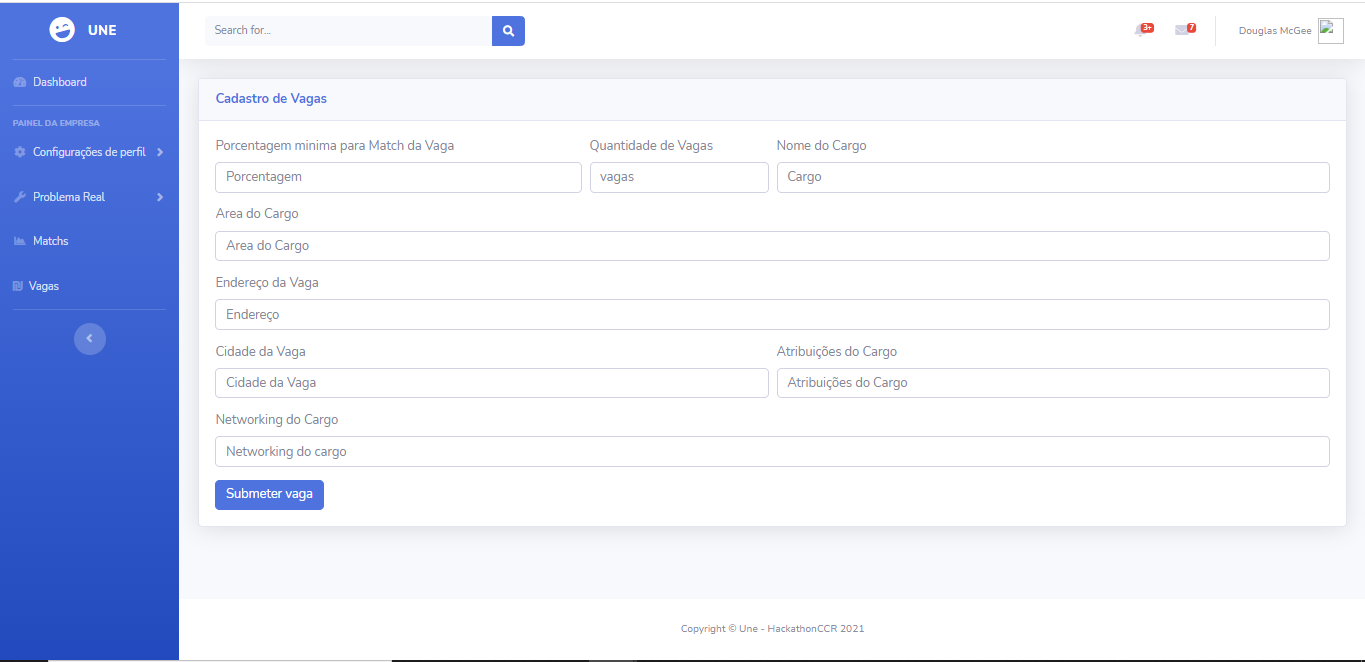 UNE
Search for...
3+
7
Douglas McGee
Dashboard
PAINEL DA EMPRESA
Configurações de perfil
Problema Real
Matchs
Vagas
Cadastro de Vagas
Porcentagem minima para Match da Vaga
Quantidade de Vagas
Nome do Cargo
Porcentagem
vagas
Cargo
Area do Cargo
Area do Cargo
Endereço da Vaga
Endereço
Cidade da Vaga
Atribuições do Cargo
Cidade da Vaga
Atribuições do Cargo
Networking do Cargo
Networking do cargo
Submeter vaga
Copyright © Une - HackathonCCR 2021